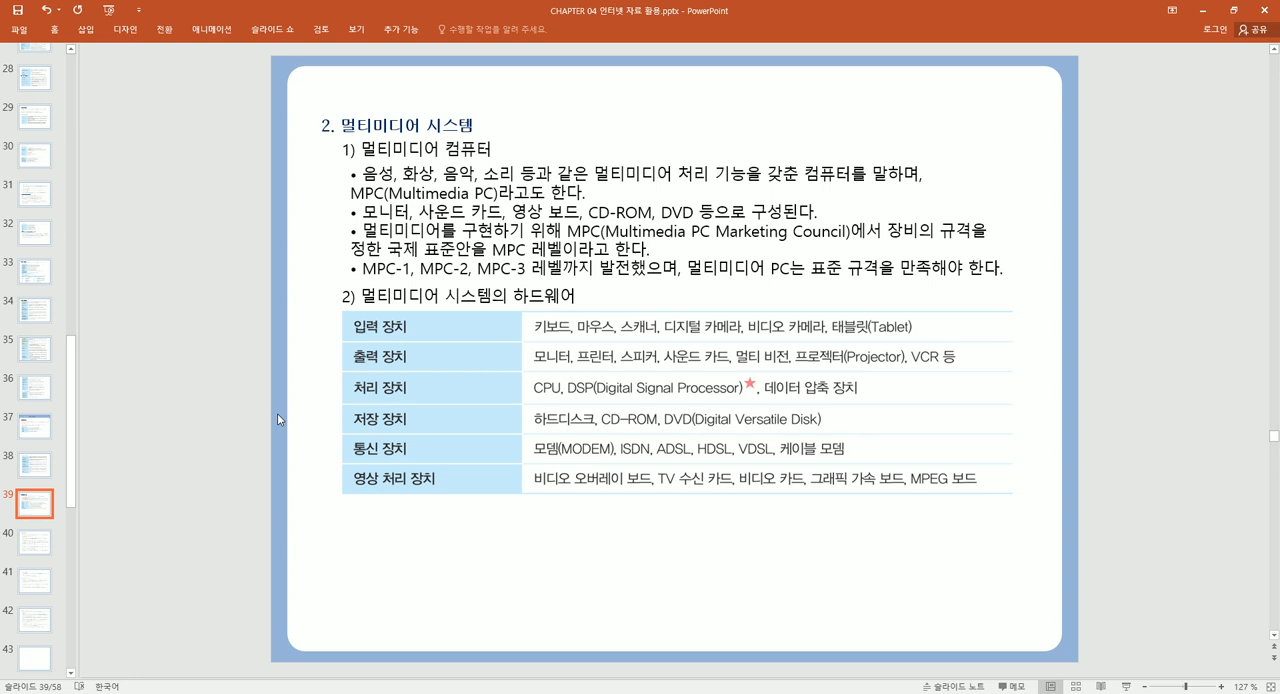 CHAPTER 04 인터넷 자료 활용.pptx - PowerPoint
파일 홈 삽입 디자인 전환 애니메이션 슬라이드 쇼 검토 보기 추가 기능 수행할 작업을 알려 주세요. 로그인 공유
28
29
30
31
32
33
34
35
36
37
38
39
40
41
42
43
2. 멀티미디어 시스템
1) 멀티미디어 컴퓨터
• 음성, 화상, 음악, 소리 등과 같은 멀티미디어 처리 기능을 갖춘 컴퓨터를 말하며,
MPC(Multimedia PC)라고도 한다.
• 모니터, 사운드 카드, 영상 보드, CD-ROM, DVD 등으로 구성된다.
• 멀티미디어를 구현하기 위해 MPC(Multimedia PC Marketing Council)에서 장비의 규격을
정한 국제 표준안을 MPC 레벨이라고 한다.
• MPC-1, MPC-2, MPC-3 레벨까지 발전했으며, 멀티미디어 PC는 표준 규격을 만족해야 한다.
2) 멀티미디어 시스템의 하드웨어
입력 장치 키보드, 마우스, 스캐너, 디지털 카메라, 비디오 카메라, 태블릿(Tablet)
출력 장치 모니터, 프린터, 스피커, 사운드 카드, 멀티 비전, 프로젝터(Projector), VCR 등
처리 장치 CPU, DSP(Digital Signal Processor)★, 데이터 압축 장치
저장 장치 하드디스크, CD-ROM, DVD(Digital Versatile Disk)
통신 장치 모뎀(MODEM), ISDN, ADSL, HDSL, VDSL, 케이블 모뎀
영상 처리 장치 비디오 오버레이 보드, TV 수신 카드, 비디오 카드, 그래픽 가속 보드, MPEG 보드
슬라이드 39/58 한국어 슬라이드 노트 메모 127 %